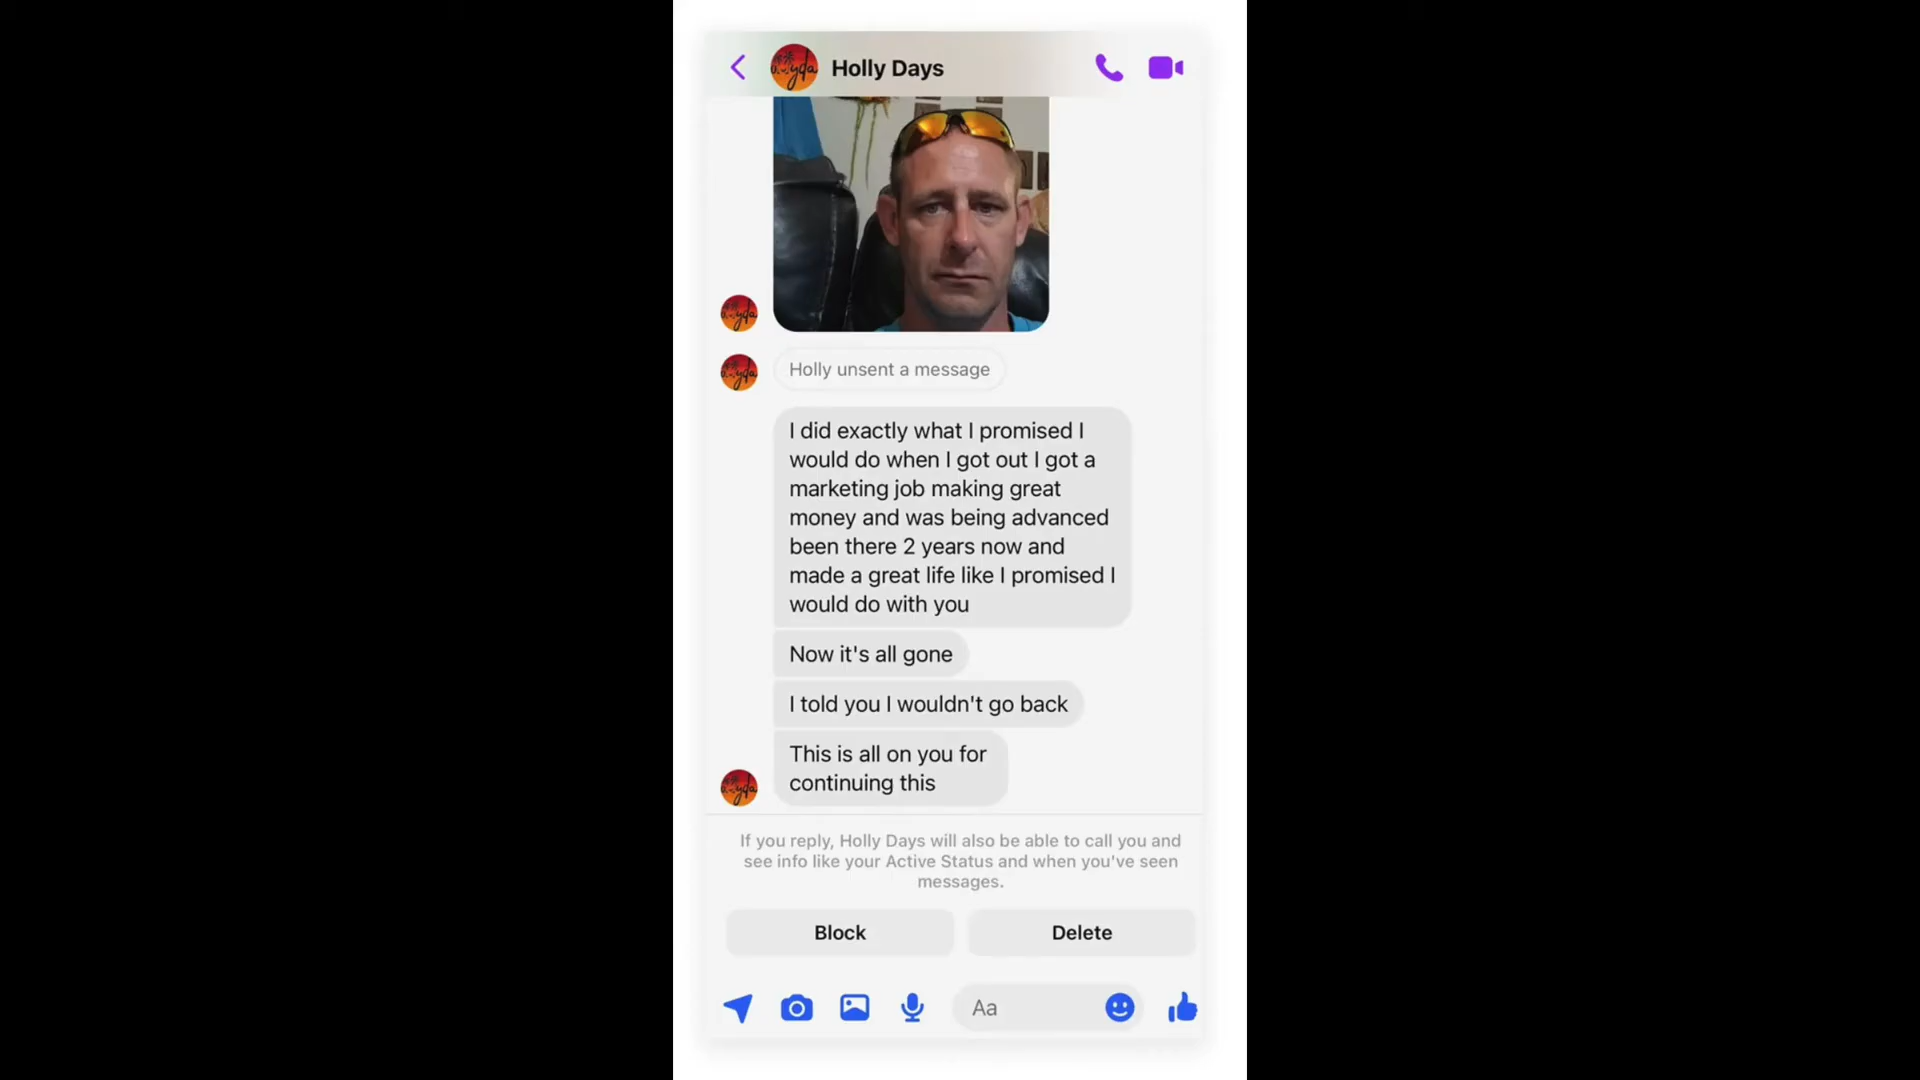 Holly Days
Holly unsent a message
I did exactly what I promised I
would do when I got out I got a
marketing job making great
money and was being advanced
been there 2 years now and
made a great life like I promised I
would do with you
Now it's all gone
I told you I wouldn't go back
This is all on you for
continuing this
If you reply, Holly Days will also be able to call you and
see info like your Active Status and when you've seen
messages.
Block
Delete
Aa